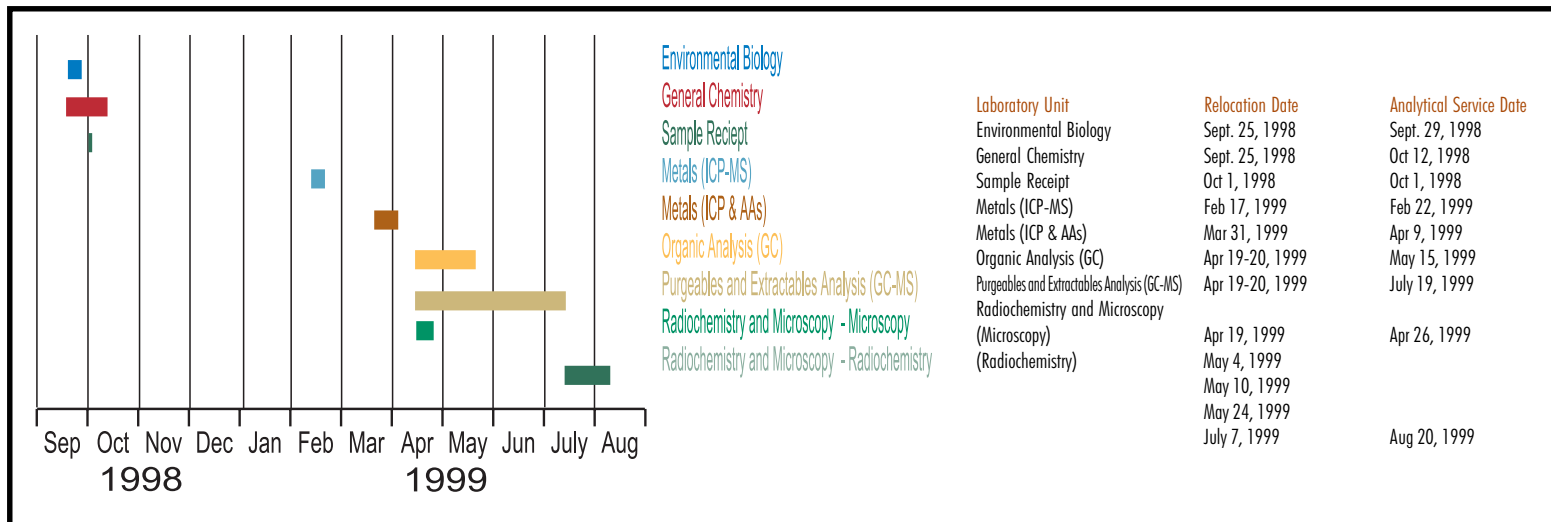 Environmental Biology
General Chemistry
Sample Reciept
Metals (ICP-MS)
Metals (ICP & AAs)
Organic Analysis (GC)
Purgeables and Extractables Analysis (GC-MS)
Radiochemistry and Microscopy - Microscopy
Radiochemistry and Microscopy - Radiochemistry
Sep Oct Nov Dec Jan Feb Mar Apr May Jun July Aug
1998 1999
Laboratory Unit Relocation Date Analytical Service Date
Environmental Biology Sept. 25, 1998 Sept. 29, 1998
General Chemistry Sept. 25, 1998 Oct 12, 1998
Sample Receipt Oct 1, 1998 Oct 1, 1998
Metals (ICP-MS) Feb 17, 1999 Feb 22, 1999
Metals (ICP & AAs) Mar 31, 1999 Apr 9, 1999
Organic Analysis (GC) Apr 19-20, 1999 May 15, 1999
Purgeables and Extractables Analysis (GC-MS) Apr 19-20, 1999 July 19, 1999
Radiochemistry and Microscopy
(Microscopy) Apr 19, 1999 Apr 26, 1999
(Radiochemistry) May 4, 1999
May 10, 1999
May 24, 1999
July 7, 1999 Aug 20, 1999